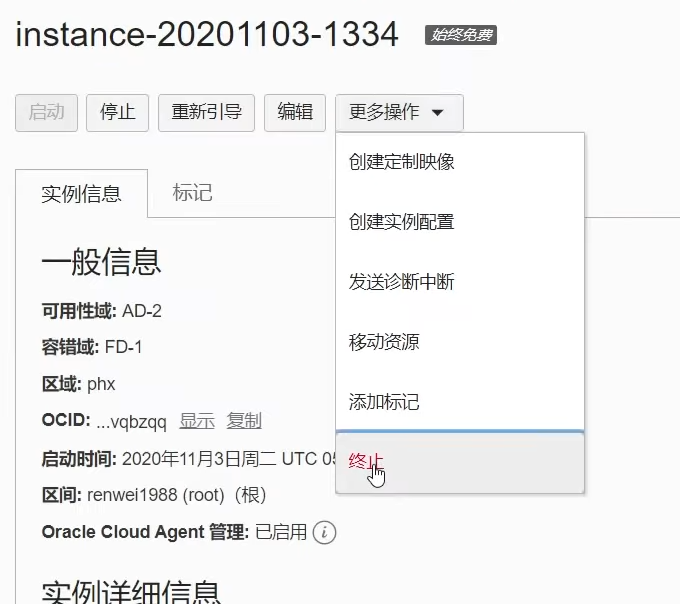 instance-20201103-1334 始终免费
启动 停止 重新引导 编辑 更多操作
创建定制映像
实例信息 标记
创建实例配置
一般信息
发送诊断中断
可用性域: AD-2
容错域: FD-1
移动资源
区域: phx
添加标记
OCID: ...vqbzqq 显示 复制
启动时间: 2020年11月3日周二 UTC 05
终止
区间: renwei1988 (root)（根）
Oracle Cloud Agent 管理: 已启用 i
实例详细信息